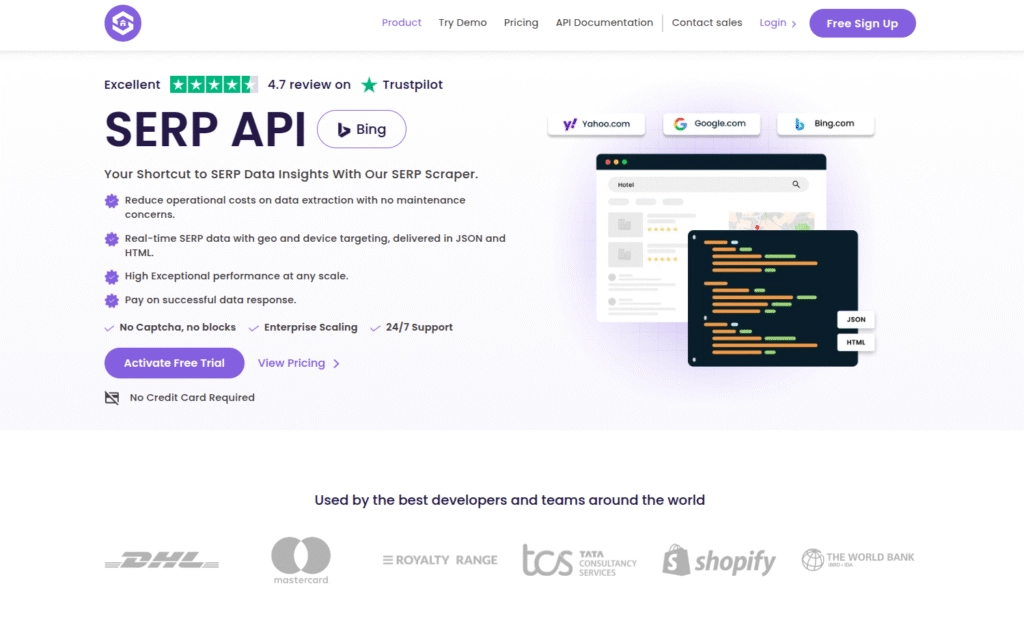 Product Try Demo Pricing API Documentation Contact sales Login Free Sign Up
Excellent 4.7 review on Trustpilot
SERP API Bing
Yahoo.com Google.com Bing.com
Your Shortcut to SERP Data Insights With Our SERP Scraper.
Hotel
Reduce operational costs on data extraction with no maintenance
concerns.
Real-time SERP data with geo and device targeting, delivered in JSON and
HTML.
High Exceptional performance at any scale.
Pay on successful data response.
No Captcha, no blocks Enterprise Scaling 24/7 Support
JSON
HTML
Activate Free Trial View Pricing
No Credit Card Required
Used by the best developers and teams around the world
DHL
mastercard
ROYALTY RANGE
tcs TATA
CONSULTANCY
SERVICES
shopify
THE WORLD BANK
IBRD • IDA